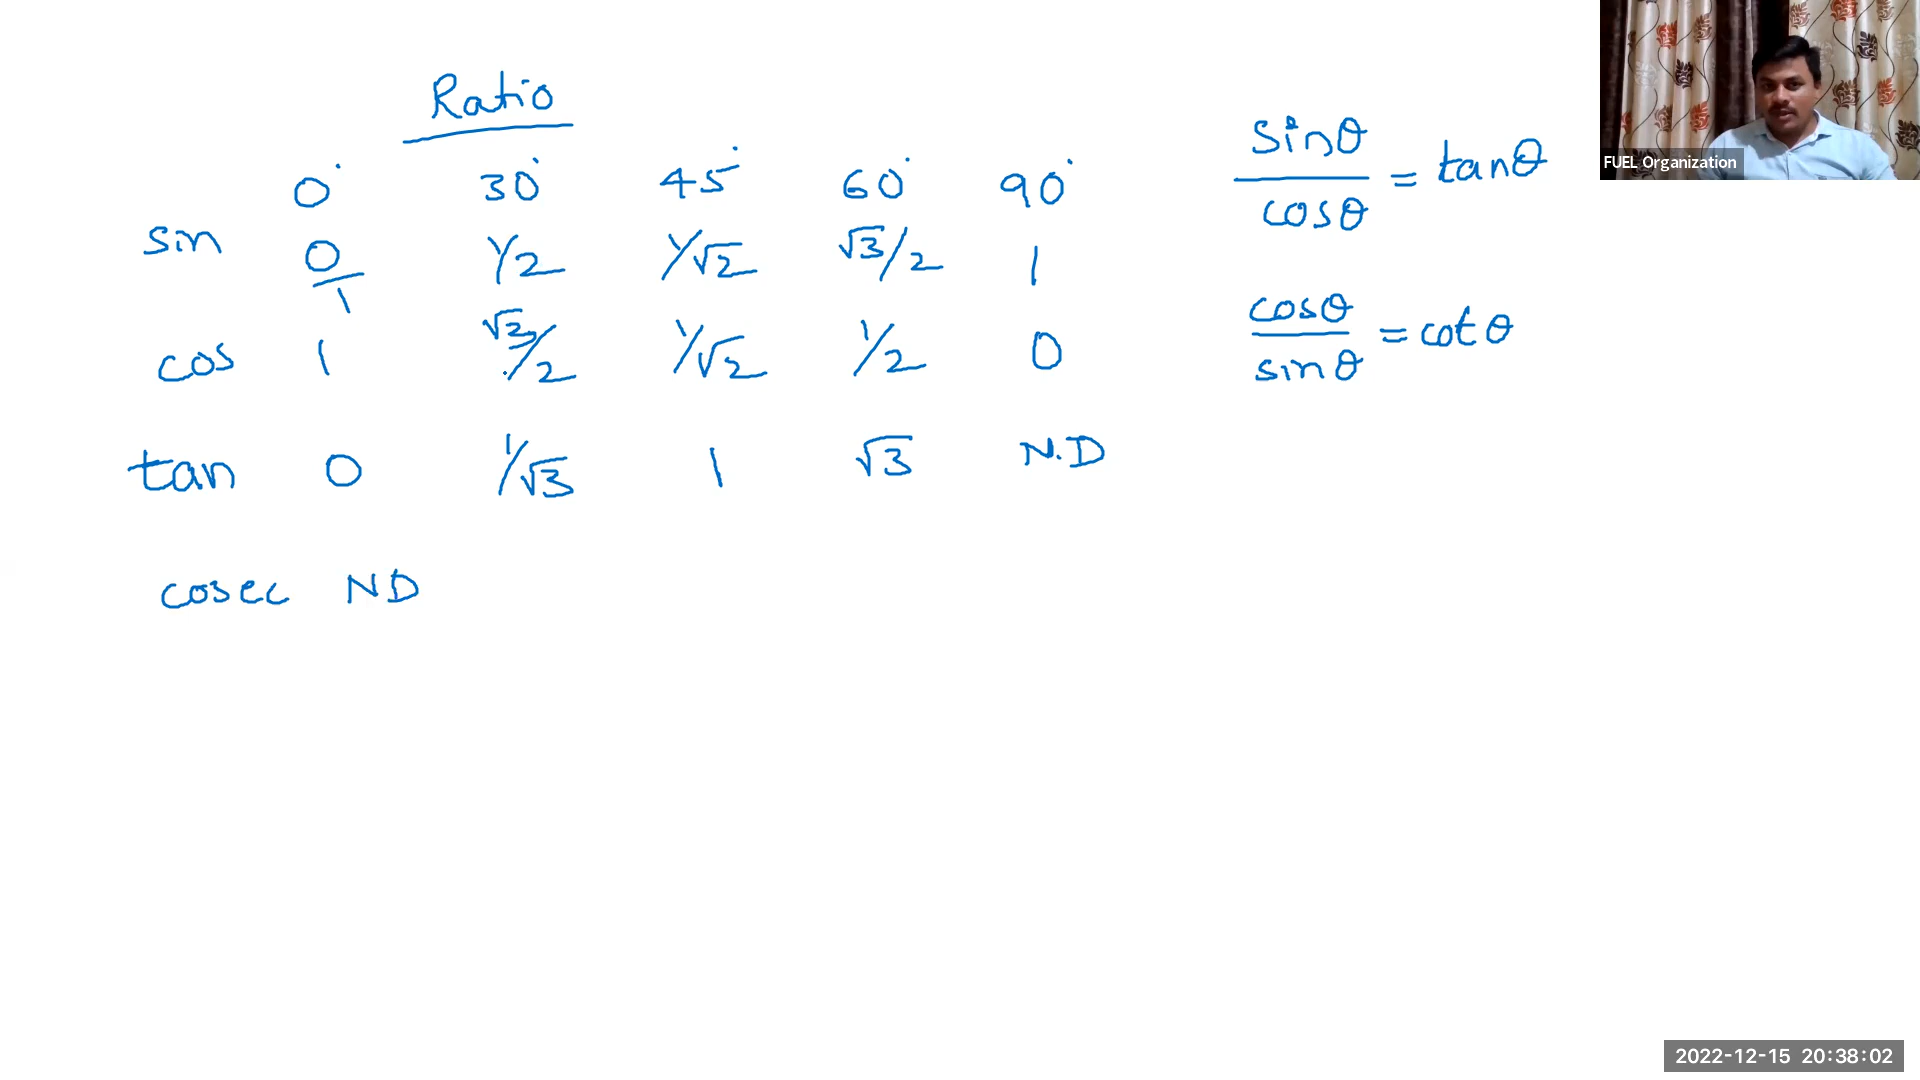 Ratio
0° 30° 45° 60° 90°
sin 0/1 1/2 1/√2 √3/2 1
cos 1 √3/2 1/√2 1/2 0
tan 0 1/√3 1 √3 N.D
cosec ND
sinθ/cosθ = tanθ
cosθ/sinθ = cotθ
FUEL Organization
2022-12-15 20:38:02